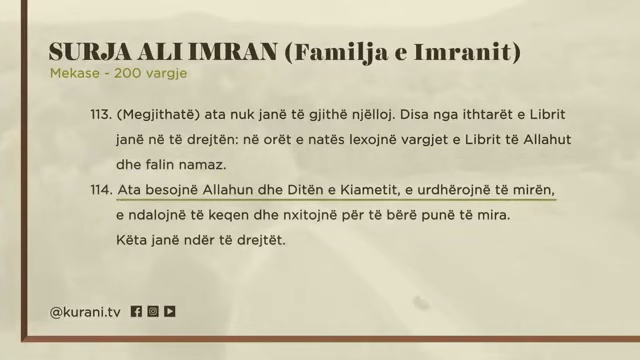 SURJA ALI IMRAN (Familja e Imranit)
Mekase - 200 vargje
113. (Megjithatë) ata nuk janë të gjithë njëlloj. Disa nga ithtarët e Librit
janë në të drejtën: në orët e natës lexojnë vargjet e Librit të Allahut
dhe falin namaz.
114. Ata besojnë Allahun dhe Ditën e Kiametit, e urdhërojnë të mirën,
e ndalojnë të keqen dhe nxitojnë për të bërë punë të mira.
Këta janë ndër të drejtët.
@kurani.tv